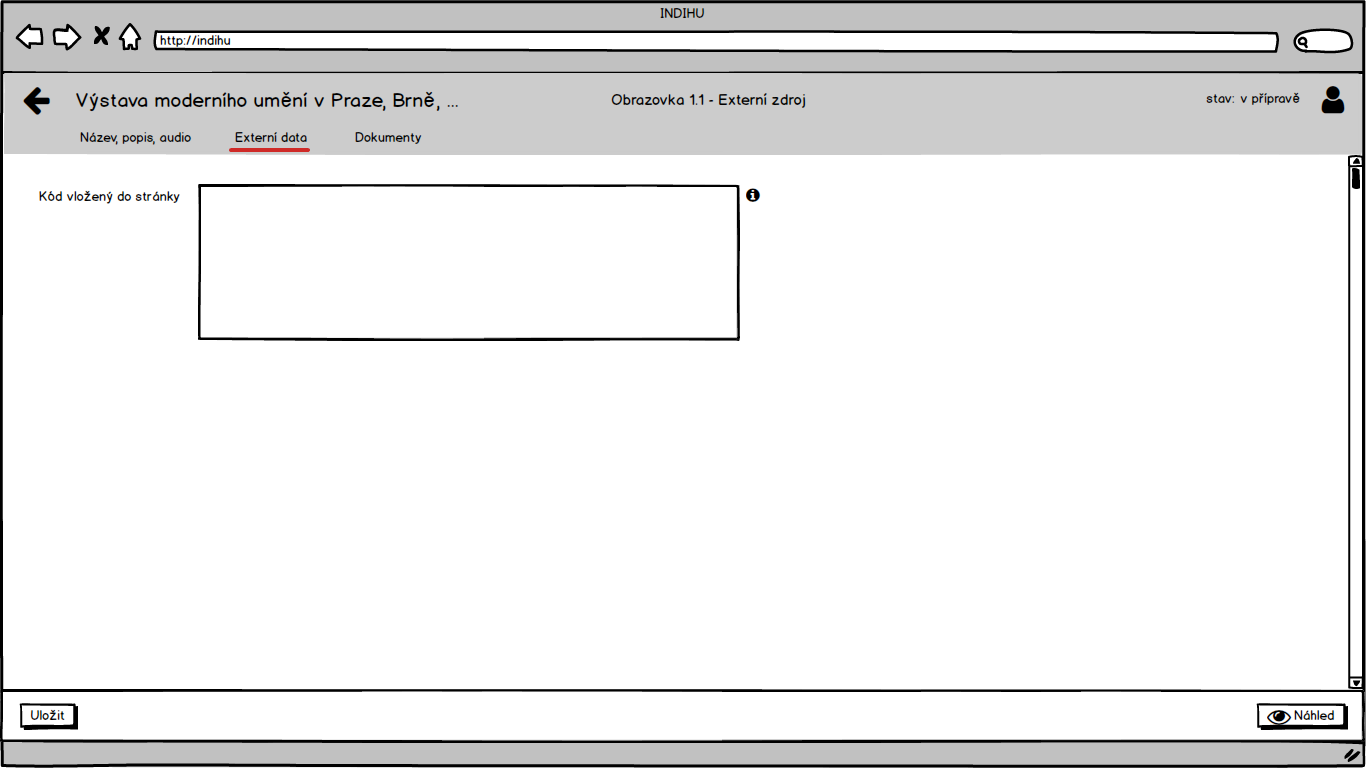 INDIHU
http://indihu
Výstava moderního umění v Praze, Brně, ...
Obrazovka 1.1 - Externí zdroj
stav: v přípravě
Název, popis, audio
Externí data
Dokumenty
Kód vložený do stránky
Uložit
Náhled